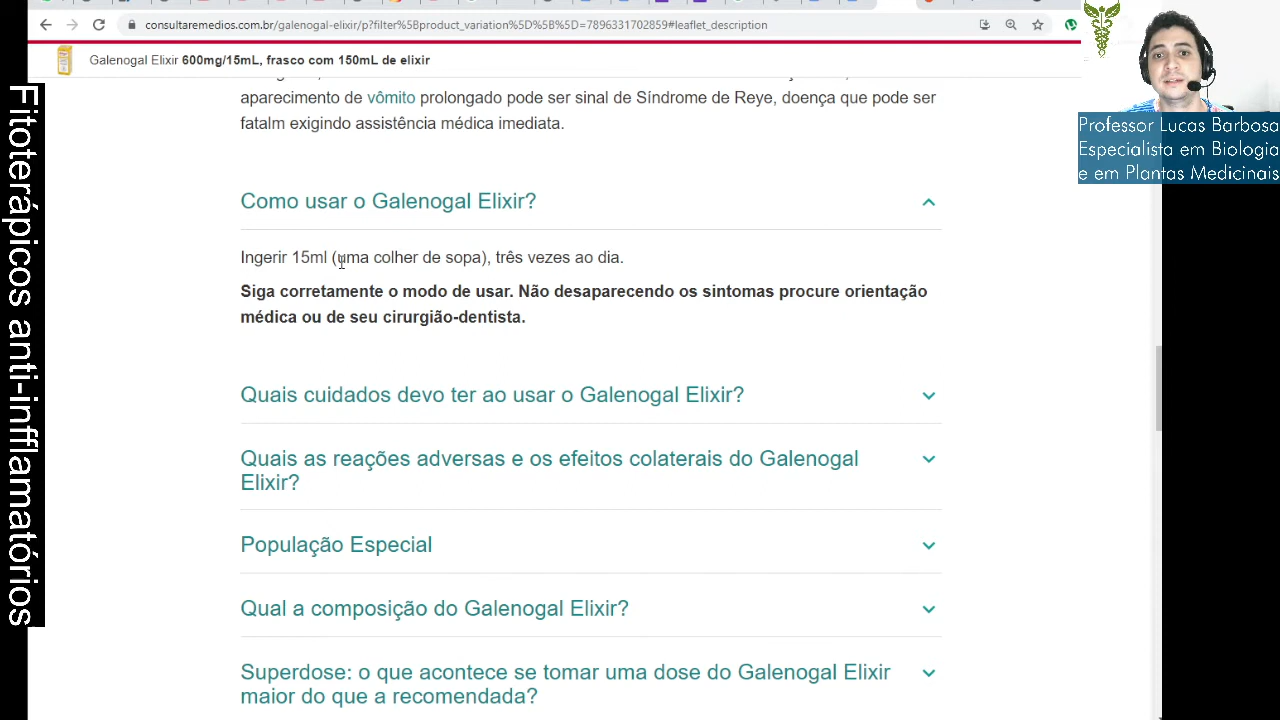 consultaremedios.com.br/galenogal-elixir/p?filter%5Bproduct_variation%5D%5B%5D=7896331702859#leaflet_description
Galenogal Elixir 600mg/15mL, frasco com 150mL de elixir
aparecimento de vômito prolongado pode ser sinal de Síndrome de Reye, doença que pode ser
fatalm exigindo assistência médica imediata.
Como usar o Galenogal Elixir?
Ingerir 15ml (uma colher de sopa), três vezes ao dia.
Siga corretamente o modo de usar. Não desaparecendo os sintomas procure orientação
médica ou de seu cirurgião-dentista.
Quais cuidados devo ter ao usar o Galenogal Elixir?
Quais as reações adversas e os efeitos colaterais do Galenogal
Elixir?
População Especial
Qual a composição do Galenogal Elixir?
Superdose: o que acontece se tomar uma dose do Galenogal Elixir
maior do que a recomendada?
Professor Lucas Barbosa
Especialista em Biologia
e em Plantas Medicinais
Fitoterápicos anti-infflamatórios